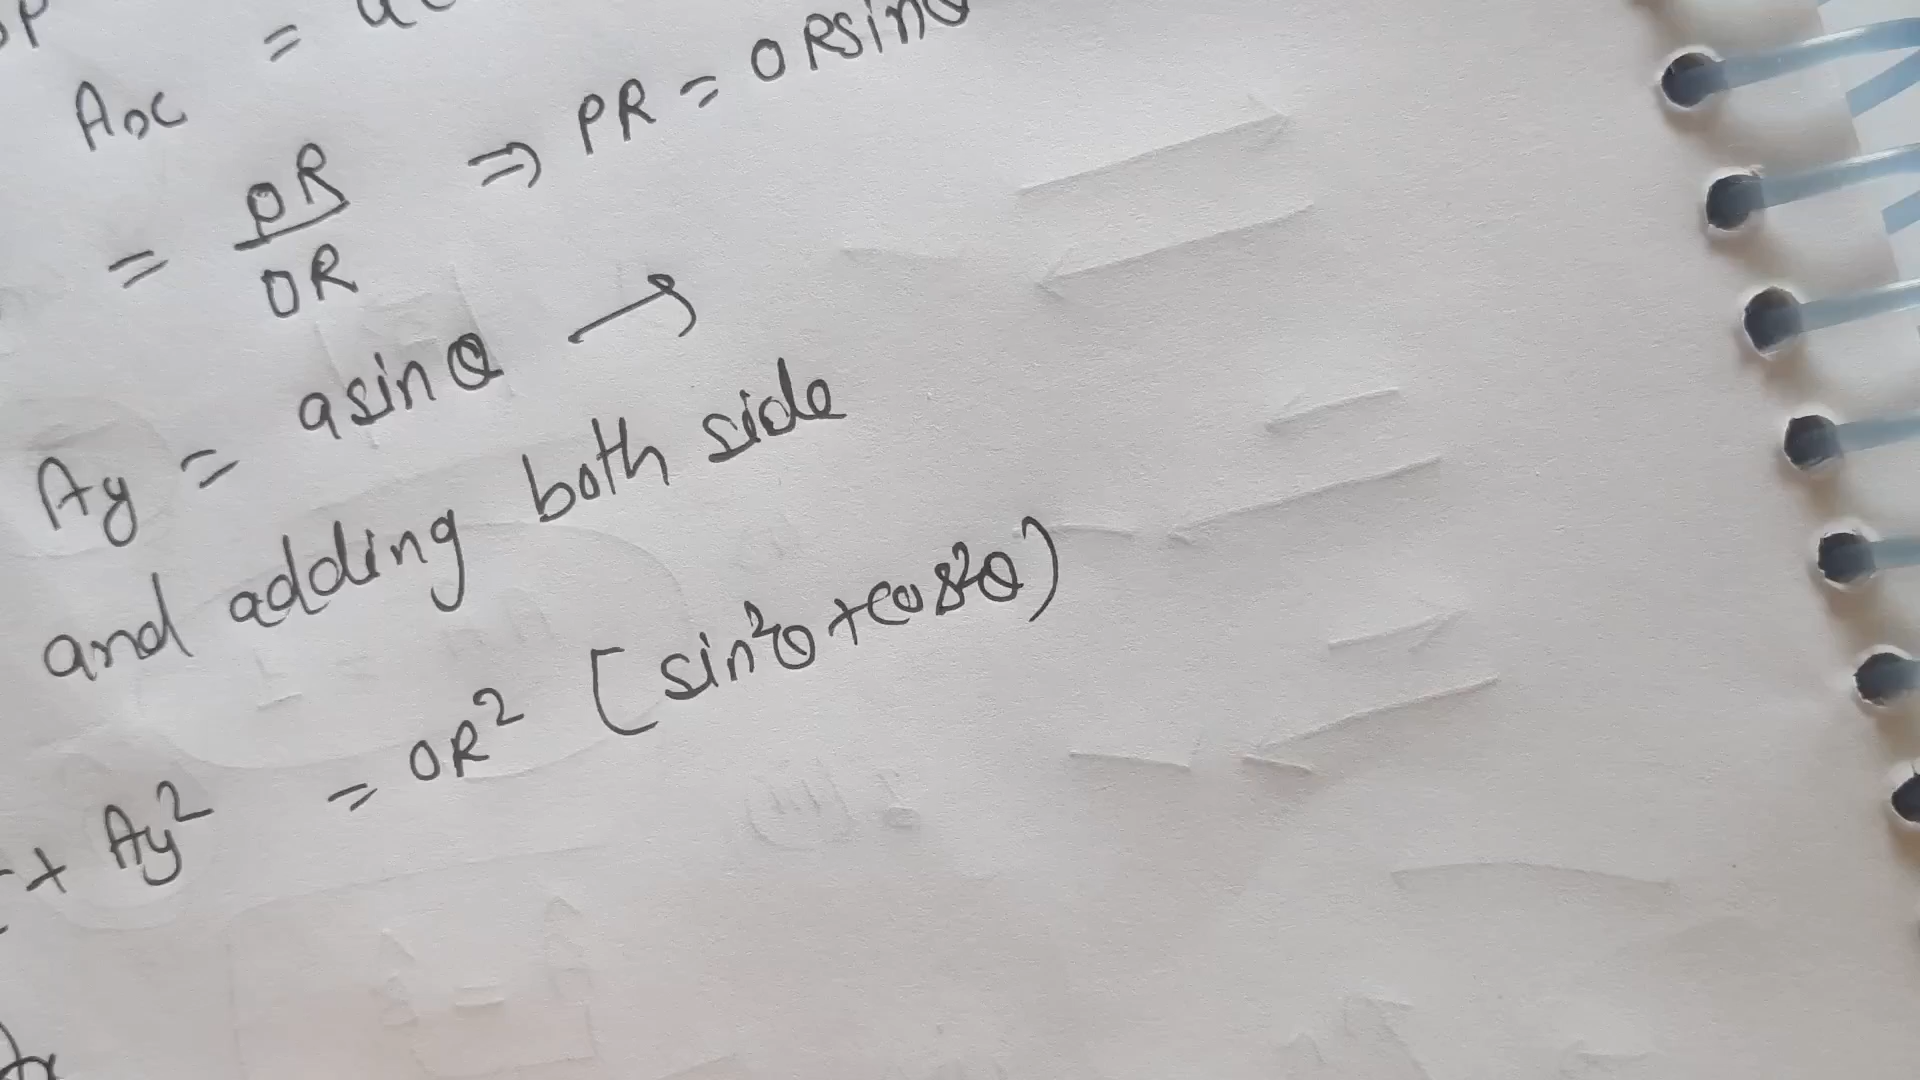 Ax =
= PR/OR ⇒ PR = OR sinθ
Ay = a sinθ →
and adding both side
+ Ay² = OR² [sin²θ + cos²θ)